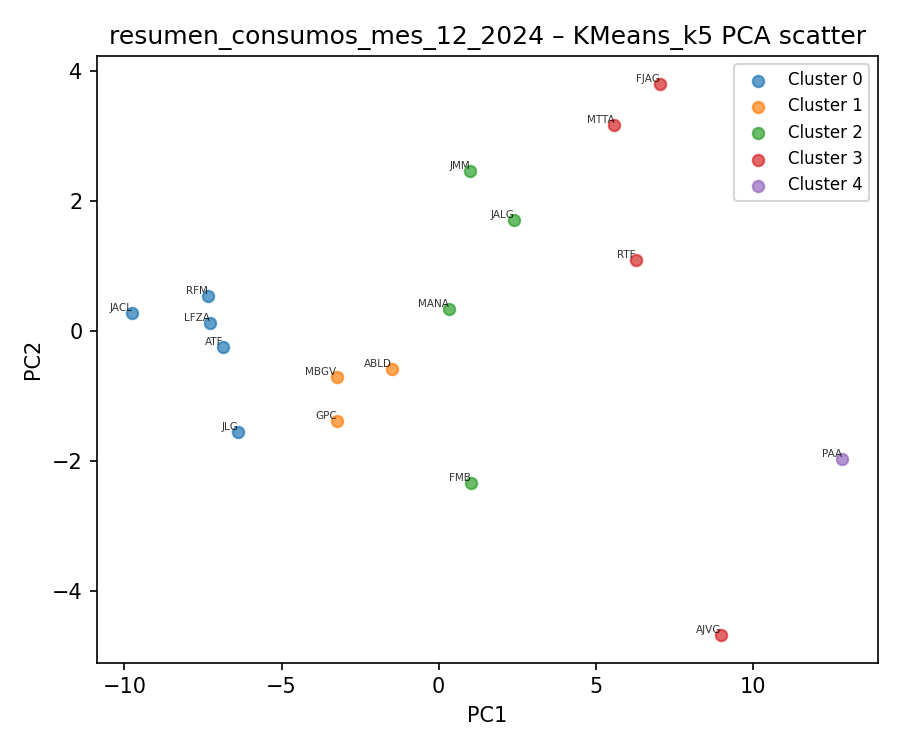 resumen_consumos_mes_12_2024 – KMeans_k5 PCA scatter
Cluster 0
Cluster 1
Cluster 2
Cluster 3
Cluster 4
FJAG
MTTA
JMM
JALG
RTF
RFM
JACL
LFZA
MANA
ATF
ABLD
MBGV
GPC
JLG
FMB
PAA
AJVG
4
2
0
−2
−4
PC2
−10
−5
0
5
10
PC1